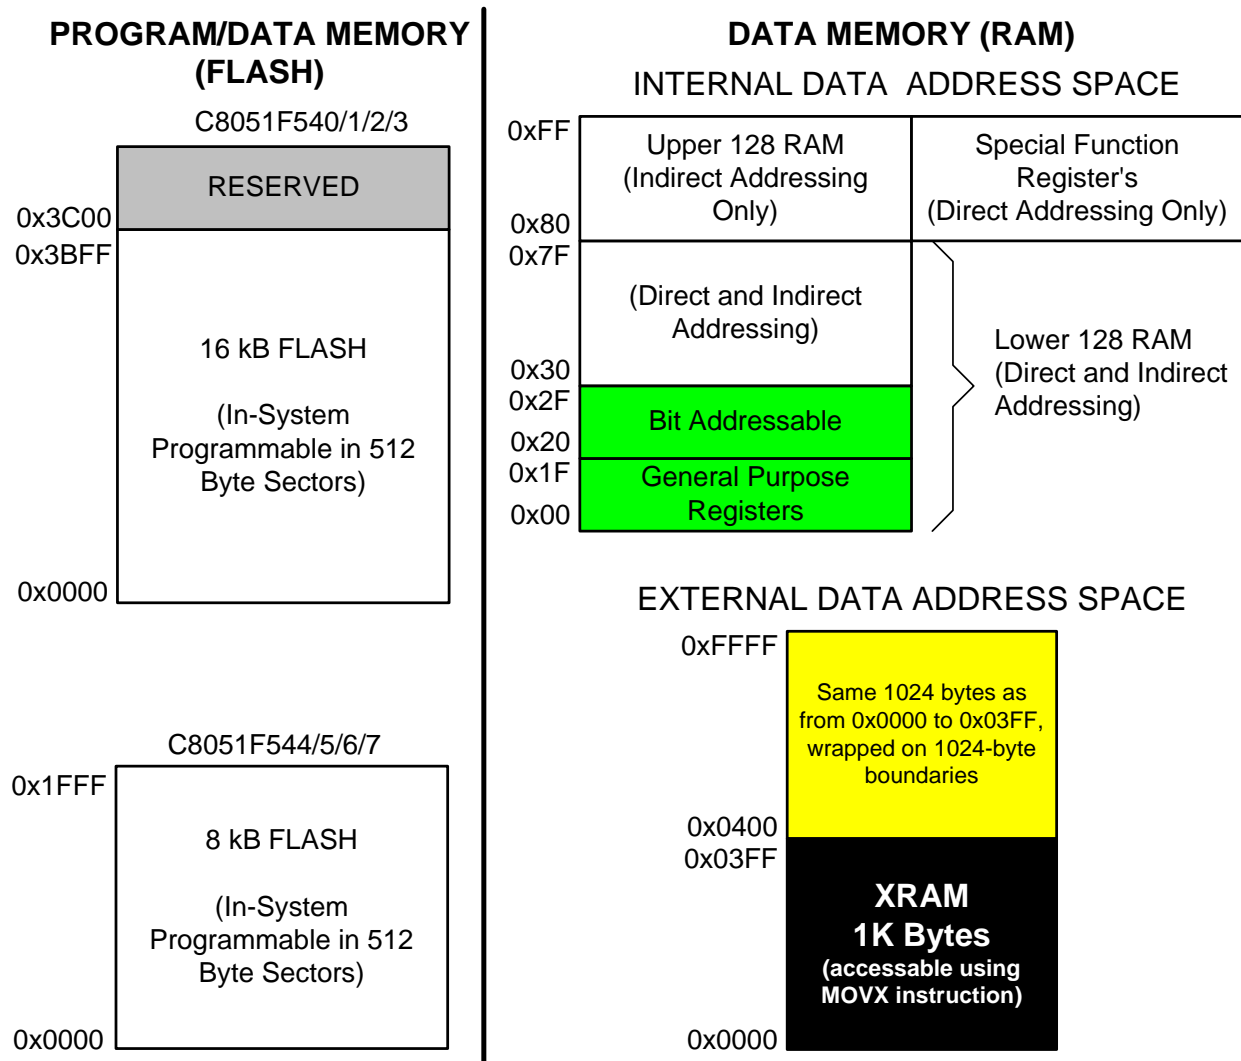 PROGRAM/DATA MEMORY
(FLASH)
C8051F540/1/2/3
RESERVED
0x3C00
0x3BFF
16 kB FLASH
(In-System
Programmable in 512
Byte Sectors)
0x0000
C8051F544/5/6/7
0x1FFF
8 kB FLASH
(In-System
Programmable in 512
Byte Sectors)
0x0000
DATA MEMORY (RAM)
INTERNAL DATA ADDRESS SPACE
0xFF
Upper 128 RAM
(Indirect Addressing
Only)
0x80
Special Function
Register's
(Direct Addressing Only)
0x7F
(Direct and Indirect
Addressing)
0x30
Lower 128 RAM
(Direct and Indirect
Addressing)
0x2F
Bit Addressable
0x20
0x1F
General Purpose
Registers
0x00
EXTERNAL DATA ADDRESS SPACE
0xFFFF
Same 1024 bytes as
from 0x0000 to 0x03FF,
wrapped on 1024-byte
boundaries
0x0400
0x03FF
XRAM
1K Bytes
(accessable using
MOVX instruction)
0x0000